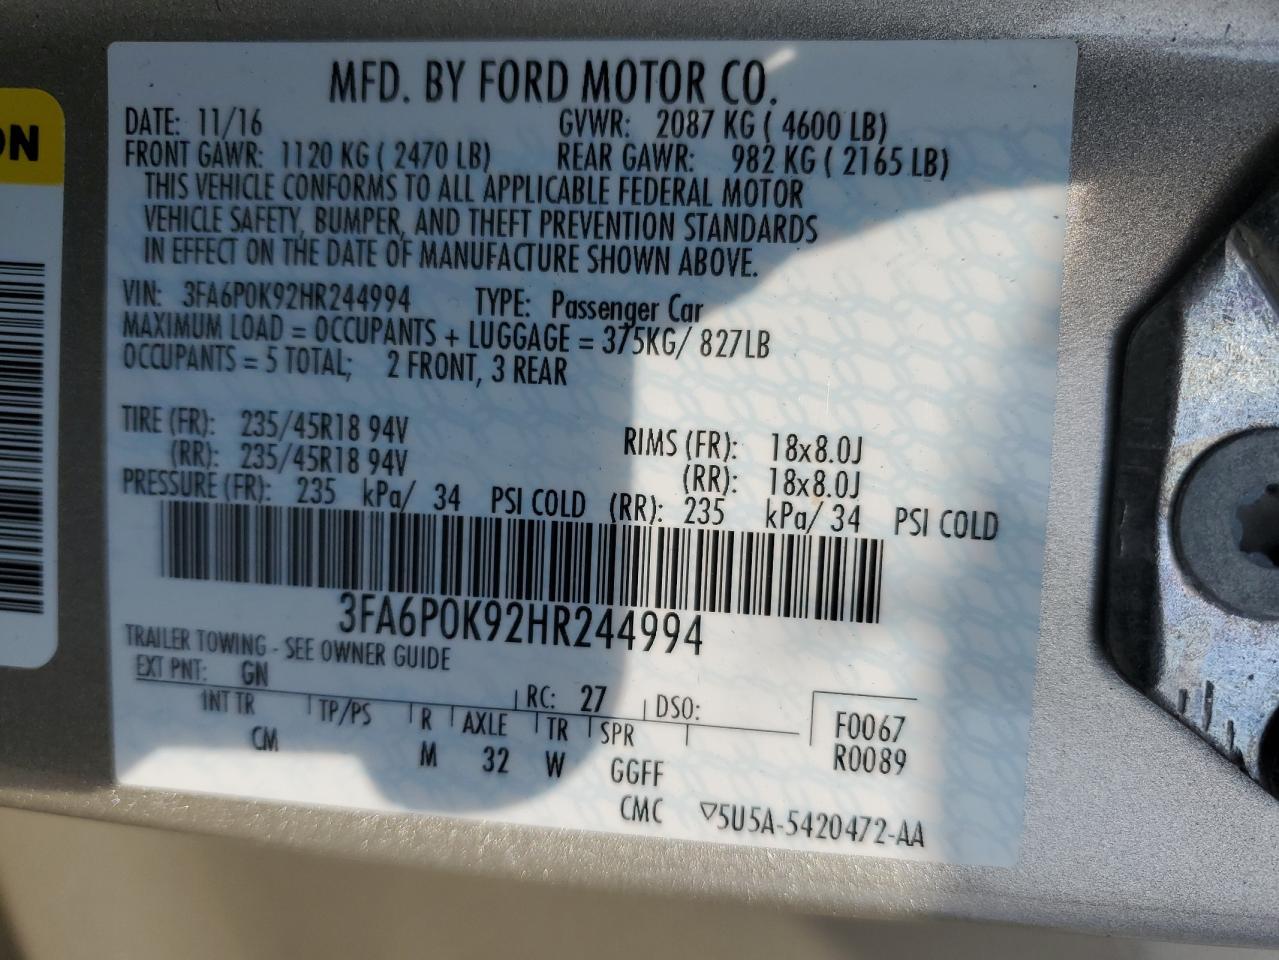 ON
MFD. BY FORD MOTOR CO.
DATE: 11/16 GVWR: 2087 KG ( 4600 LB)
FRONT GAWR: 1120 KG ( 2470 LB) REAR GAWR: 982 KG ( 2165 LB)
THIS VEHICLE CONFORMS TO ALL APPLICABLE FEDERAL MOTOR
VEHICLE SAFETY, BUMPER, AND THEFT PREVENTION STANDARDS
IN EFFECT ON THE DATE OF MANUFACTURE SHOWN ABOVE.
VIN: 3FA6P0K92HR244994 TYPE: Passenger Car
MAXIMUM LOAD = OCCUPANTS + LUGGAGE = 375KG/ 827LB
OCCUPANTS = 5 TOTAL; 2 FRONT, 3 REAR
TIRE (FR): 235/45R18 94V RIMS (FR): 18x8.0J
(RR): 235/45R18 94V (RR): 18x8.0J
PRESSURE (FR): 235 kPa/ 34 PSI COLD (RR): 235 kPa/ 34 PSI COLD
3FA6P0K92HR244994
TRAILER TOWING - SEE OWNER GUIDE
EXT PNT: GN RC: 27 DSO:
INT TR TP/PS R AXLE TR SPR F0067
CM M 32 W GGFF R0089
CMC ▽5U5A-5420472-AA